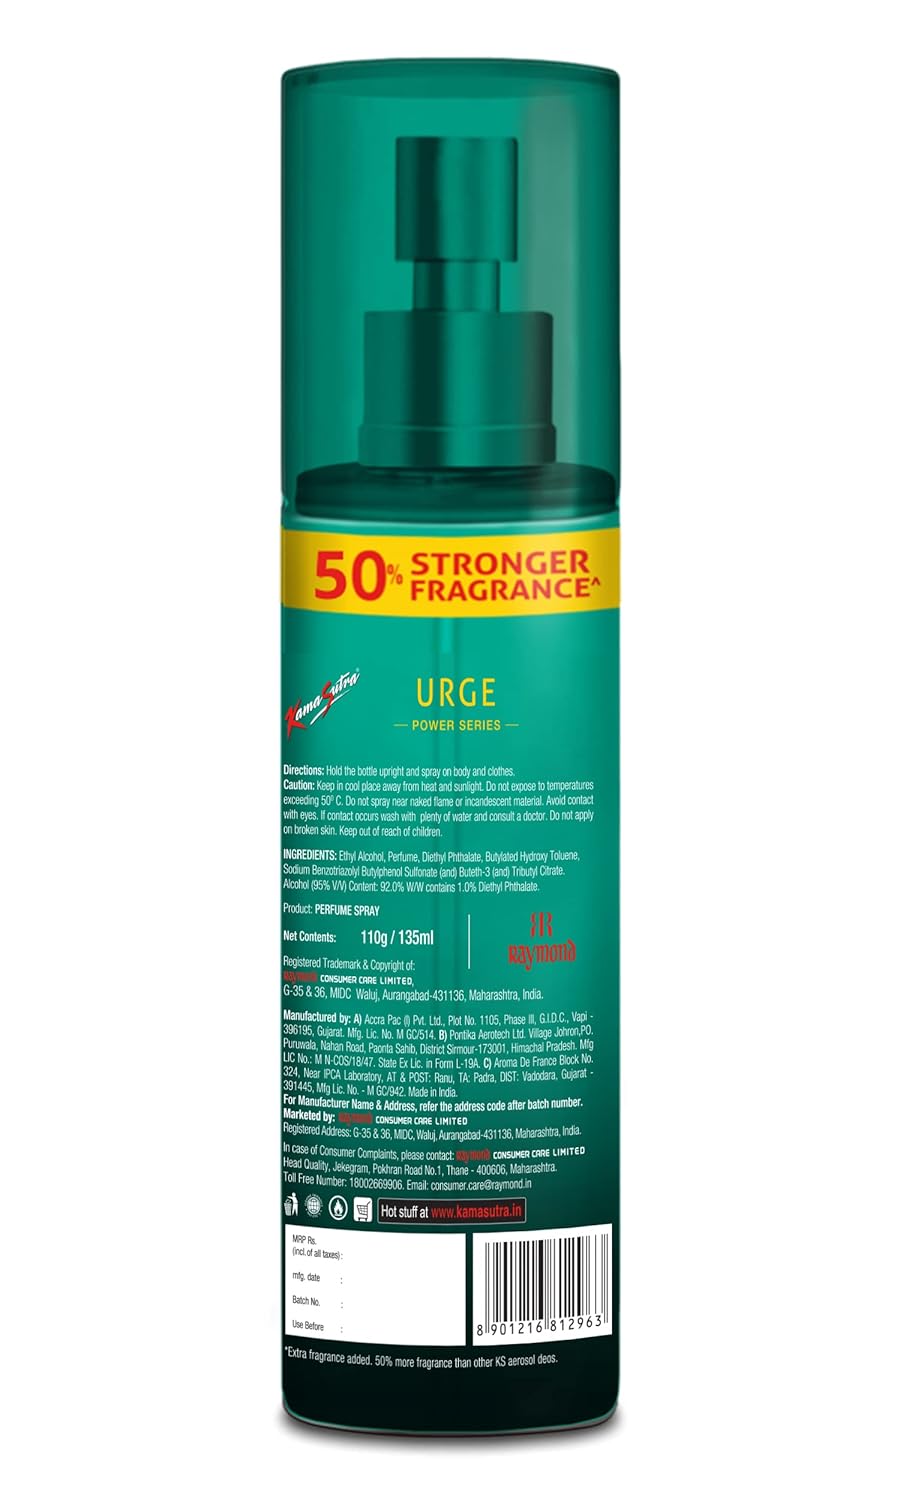 50% STRONGER
FRAGRANCE^
KamaSutra®
URGE
POWER SERIES
Directions: Hold the bottle upright and spray on body and clothes.
Caution: Keep in cool place away from heat and sunlight. Do not expose to temperatures
exceeding 50⁰ C. Do not spray near naked flame or incandescent material. Avoid contact
with eyes. If contact occurs wash with plenty of water and consult a doctor. Do not apply
on broken skin. Keep out of reach of children.
INGREDIENTS: Ethyl Alcohol, Perfume, Diethyl Phthalate, Butylated Hydroxy Toluene,
Sodium Benzotriazolyl Butylphenol Sulfonate (and) Buteth-3 (and) Tributyl Citrate.
Alcohol (95% V/V) Content: 92.0% W/W contains 1.0% Diethyl Phthalate.
Product: PERFUME SPRAY
Net Contents: 110g / 135ml
Raymond
Registered Trademark & Copyright of:
Raymond CONSUMER CARE LIMITED,
G-35 & 36, MIDC Waluj, Aurangabad-431136, Maharashtra, India.
Manufactured by: A) Accra Pac (I) Pvt. Ltd., Plot No. 1105, Phase III, G.I.D.C., Vapi -
396195, Gujarat. Mfg. Lic. No. M GC/514. B) Pontika Aerotech Ltd. Village Johron,PO.
Puruwala, Nahan Road, Paonta Sahib, District Sirmour-173001, Himachal Pradesh. Mfg
LIC No.: M N-COS/18/47. State Ex Lic. in Form L-19A. C) Aroma De France Block No.
324, Near IPCA Laboratory, AT & POST: Ranu, TA: Padra, DIST: Vadodara, Gujarat -
391445, Mfg Lic. No. - M GC/942. Made in India.
For Manufacturer Name & Address, refer the address code after batch number.
Marketed by: Raymond CONSUMER CARE LIMITED
Registered Address: G-35 & 36, MIDC, Waluj, Aurangabad-431136, Maharashtra, India.
In case of Consumer Complaints, please contact: Raymond CONSUMER CARE LIMITED
Head Quality, Jekegram, Pokhran Road No.1, Thane - 400606, Maharashtra.
Toll Free Number: 18002669906. Email: consumer.care@raymond.in
Hot stuff at www.kamasutra.in
MRP Rs.
(incl. of all taxes) :
mfg. date :
Batch No. :
Use Before :
8 901216 812963
*Extra fragrance added. 50% more fragrance than other KS aerosol deos.